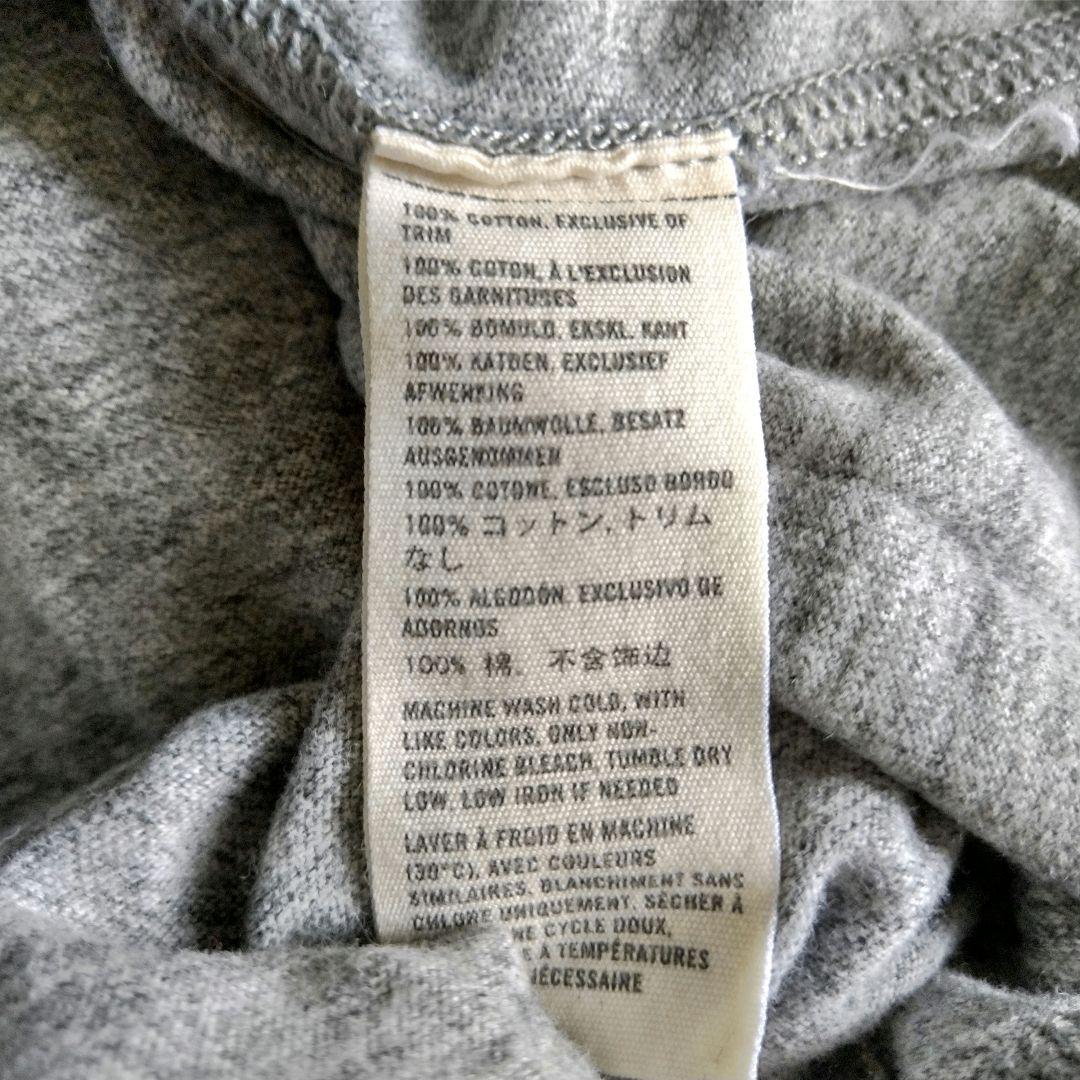 100% COTTON, EXCLUSIVE OF
TRIM
100% COTON, À L'EXCLUSION
DES GARNITURES
100% BOMULD, EKSKL. KANT
100% KATOEN, EXCLUSIEF
AFWERKING
100% BAUMWOLLE, BESATZ
AUSGENOMMEN
100% COTONE, ESCLUSO BORDO
100% コットン, トリム
なし
100% ALGODÓN, EXCLUSIVO DE
ADORNOS
100% 棉, 不含饰边
MACHINE WASH COLD, WITH
LIKE COLORS, ONLY NON-
CHLORINE BLEACH, TUMBLE DRY
LOW, LOW IRON IF NEEDED
LAVER À FROID EN MACHINE
(30°C), AVEC COULEURS
SIMILAIRES, BLANCHIMENT SANS
CHLORE UNIQUEMENT, SÉCHER À
NE CYCLE DOUX,
E À TEMPÉRATURES
NÉCESSAIRE